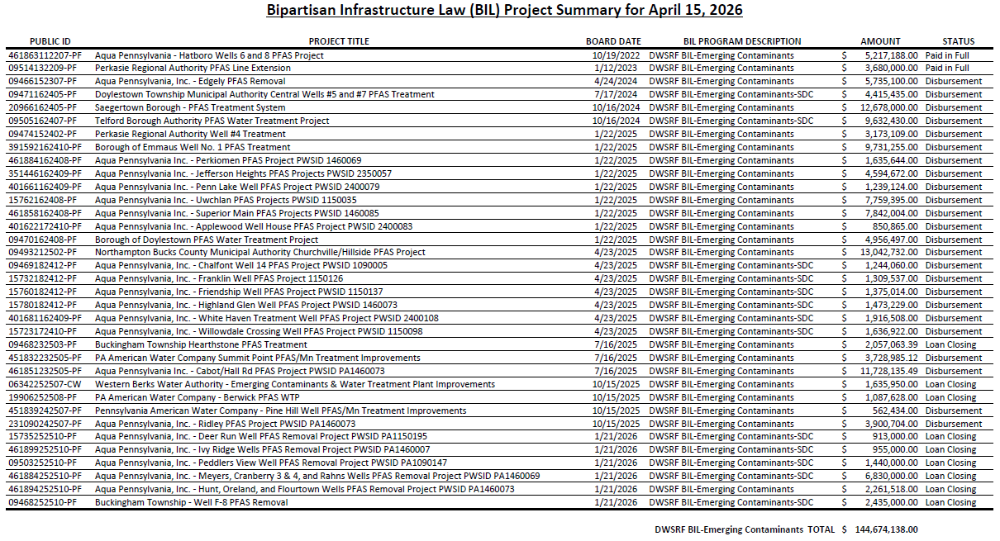 Bipartisan Infrastructure Law (BIL) Project Summary for April 15, 2026
PUBLIC ID PROJECT TITLE BOARD DATE BIL PROGRAM DESCRIPTION AMOUNT STATUS
461863112207-PF Aqua Pennsylvania - Hatboro Wells 6 and 8 PFAS Project 10/19/2022 DWSRF BIL-Emerging Contaminants $ 5,217,188.00 Paid in Full
09514132209-PF Perkasie Regional Authority PFAS Line Extension 1/12/2023 DWSRF BIL-Emerging Contaminants $ 3,680,000.00 Paid in Full
09466152307-PF Aqua Pennsylvania, Inc. - Edgely PFAS Removal 4/24/2024 DWSRF BIL-Emerging Contaminants $ 5,735,100.00 Disbursement
09471162405-PF Doylestown Township Municipal Authority Central Wells #5 and #7 PFAS Treatment 7/17/2024 DWSRF BIL-Emerging Contaminants-SDC $ 4,415,435.00 Disbursement
20966162405-PF Saegertown Borough - PFAS Treatment System 10/16/2024 DWSRF BIL-Emerging Contaminants $ 12,678,000.00 Disbursement
09505162407-PF Telford Borough Authority PFAS Water Treatment Project 10/16/2024 DWSRF BIL-Emerging Contaminants-SDC $ 9,632,430.00 Disbursement
09474152402-PF Perkasie Regional Authority Well #4 Treatment 1/22/2025 DWSRF BIL-Emerging Contaminants $ 3,173,109.00 Disbursement
391592162410-PF Borough of Emmaus Well No. 1 PFAS Treatment 1/22/2025 DWSRF BIL-Emerging Contaminants $ 9,731,255.00 Disbursement
461884162408-PF Aqua Pennsylvania Inc. - Perkiomen PFAS Project PWSID 1460069 1/22/2025 DWSRF BIL-Emerging Contaminants $ 1,635,644.00 Disbursement
351446162409-PF Aqua Pennsylvania Inc. - Jefferson Heights PFAS Projects PWSID 2350057 1/22/2025 DWSRF BIL-Emerging Contaminants $ 4,594,672.00 Disbursement
401661162409-PF Aqua Pennsylvania Inc. - Penn Lake Well PFAS Project PWSID 2400079 1/22/2025 DWSRF BIL-Emerging Contaminants $ 1,239,124.00 Disbursement
15762162408-PF Aqua Pennsylvania Inc. - Uwchlan PFAS Projects PWSID 1150035 1/22/2025 DWSRF BIL-Emerging Contaminants $ 7,759,395.00 Disbursement
461858162408-PF Aqua Pennsylvania Inc. - Superior Main PFAS Projects PWSID 1460085 1/22/2025 DWSRF BIL-Emerging Contaminants $ 7,842,004.00 Disbursement
401622172410-PF Aqua Pennsylvania Inc. - Applewood Well House PFAS Project PWSID 2400083 1/22/2025 DWSRF BIL-Emerging Contaminants $ 850,865.00 Disbursement
09470162408-PF Borough of Doylestown PFAS Water Treatment Project 1/22/2025 DWSRF BIL-Emerging Contaminants $ 4,956,497.00 Disbursement
09493212502-PF Northampton Bucks County Municipal Authority Churchville/Hillside PFAS Project 4/23/2025 DWSRF BIL-Emerging Contaminants $ 13,042,732.00 Disbursement
09469182412-PF Aqua Pennsylvania, Inc. - Chalfont Well 14 PFAS Project PWSID 1090005 4/23/2025 DWSRF BIL-Emerging Contaminants-SDC $ 1,244,060.00 Disbursement
15732182412-PF Aqua Pennsylvania, Inc. - Franklin Well PFAS Project 1150126 4/23/2025 DWSRF BIL-Emerging Contaminants-SDC $ 1,309,537.00 Disbursement
15760182412-PF Aqua Pennsylvania, Inc. - Friendship Well PFAS Project PWSID 1150137 4/23/2025 DWSRF BIL-Emerging Contaminants-SDC $ 1,375,014.00 Disbursement
15780182412-PF Aqua Pennsylvania, Inc. - Highland Glen Well PFAS Project PWSID 1460073 4/23/2025 DWSRF BIL-Emerging Contaminants-SDC $ 1,473,229.00 Disbursement
401681162409-PF Aqua Pennsylvania, Inc. - White Haven Treatment Well PFAS Project PWSID 2400108 4/23/2025 DWSRF BIL-Emerging Contaminants-SDC $ 1,916,508.00 Disbursement
15723172410-PF Aqua Pennsylvania, Inc. - Willowdale Crossing Well PFAS Project PWSID 1150098 4/23/2025 DWSRF BIL-Emerging Contaminants-SDC $ 1,636,922.00 Disbursement
09468232503-PF Buckingham Township Hearthstone PFAS Treatment 7/16/2025 DWSRF BIL-Emerging Contaminants $ 2,057,063.39 Loan Closing
451832232505-PF PA American Water Company Summit Point PFAS/Mn Treatment Improvements 7/16/2025 DWSRF BIL-Emerging Contaminants $ 3,728,985.12 Disbursement
461851232505-PF Aqua Pennsylvania, Inc. - Cabot/Hall Rd PFAS Project PA1460073 7/16/2025 DWSRF BIL-Emerging Contaminants $ 11,728,135.49 Disbursement
06342252507-CW Western Berks Water Authority - Emerging Contaminants & Water Treatment Plant Improvements 10/15/2025 DWSRF BIL-Emerging Contaminants $ 1,635,950.00 Loan Closing
19906252508-PF PA American Water Company - Berwick PFAS WTP 10/15/2025 DWSRF BIL-Emerging Contaminants $ 1,087,628.00 Loan Closing
451839242507-PF Pennsylvania American Water Company - Pine Hill Well PFAS/Mn Treatment Improvements 10/15/2025 DWSRF BIL-Emerging Contaminants $ 562,434.00 Disbursement
231090242507-PF Aqua Pennsylvania, Inc. - Ridley PFAS Project PA1460073 10/15/2025 DWSRF BIL-Emerging Contaminants $ 3,900,704.00 Disbursement
15735252510-PF Aqua Pennsylvania, Inc. - Deer Run Well PFAS Removal Project PWSID PA1150195 1/21/2026 DWSRF BIL-Emerging Contaminants-SDC $ 913,000.00 Loan Closing
461899252510-PF Aqua Pennsylvania, Inc. - Ivy Ridge Wells PFAS Removal Project PWSID PA1460007 1/21/2026 DWSRF BIL-Emerging Contaminants-SDC $ 955,000.00 Loan Closing
09503252510-PF Aqua Pennsylvania, Inc. - Peddlers View Well PFAS Removal Project PA1090147 1/21/2026 DWSRF BIL-Emerging Contaminants-SDC $ 1,440,000.00 Loan Closing
461884252510-PF Aqua Pennsylvania, Inc. - Meyers, Cranberry 3 & 4, and Rahns Wells PFAS Removal Project PWSID PA1460069 1/21/2026 DWSRF BIL-Emerging Contaminants-SDC $ 6,830,000.00 Loan Closing
461894252510-PF Aqua Pennsylvania, Inc. - Hunt, Oreland, and Flourtown Wells PFAS Removal Project PWSID PA1460073 1/21/2026 DWSRF BIL-Emerging Contaminants $ 2,261,518.00 Loan Closing
09468252510-PF Buckingham Township - Well F-8 PFAS Removal 1/21/2026 DWSRF BIL-Emerging Contaminants-SDC $ 2,435,000.00 Loan Closing
DWSRF BIL-Emerging Contaminants TOTAL $ 144,674,138.00